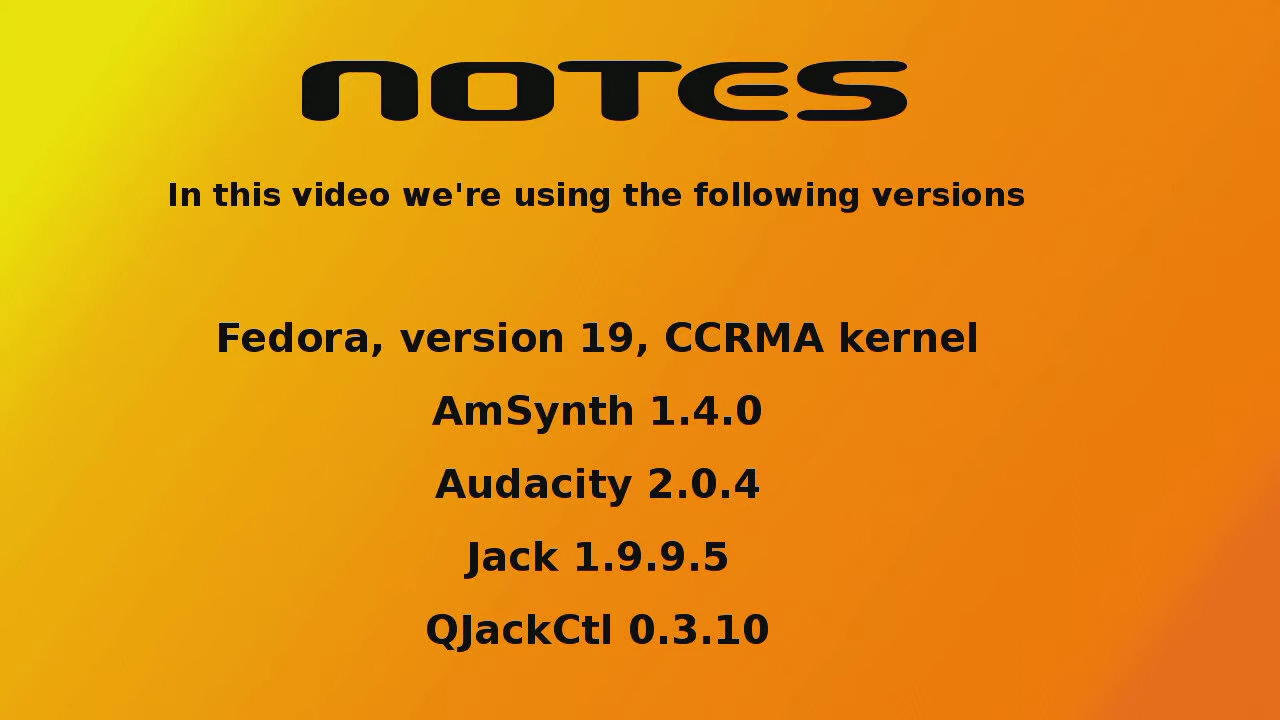 NOTES
In this video we're using the following versions
Fedora, version 19, CCRMA kernel
AmSynth 1.4.0
Audacity 2.0.4
Jack 1.9.9.5
QJackCtl 0.3.10